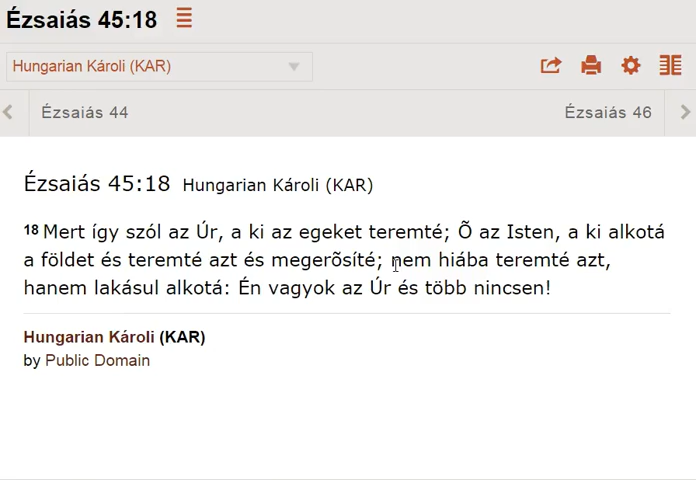 Ézsaiás 45:18
Hungarian Károli (KAR)
Ézsaiás 44
Ézsaiás 46
Ézsaiás 45:18 Hungarian Károli (KAR)
18 Mert így szól az Úr, a ki az egeket teremté; Õ az Isten, a ki alkotá
a földet és teremté azt és megerõsíté; nem hiába teremté azt,
hanem lakásul alkotá: Én vagyok az Úr és több nincsen!
Hungarian Károli (KAR)
by Public Domain